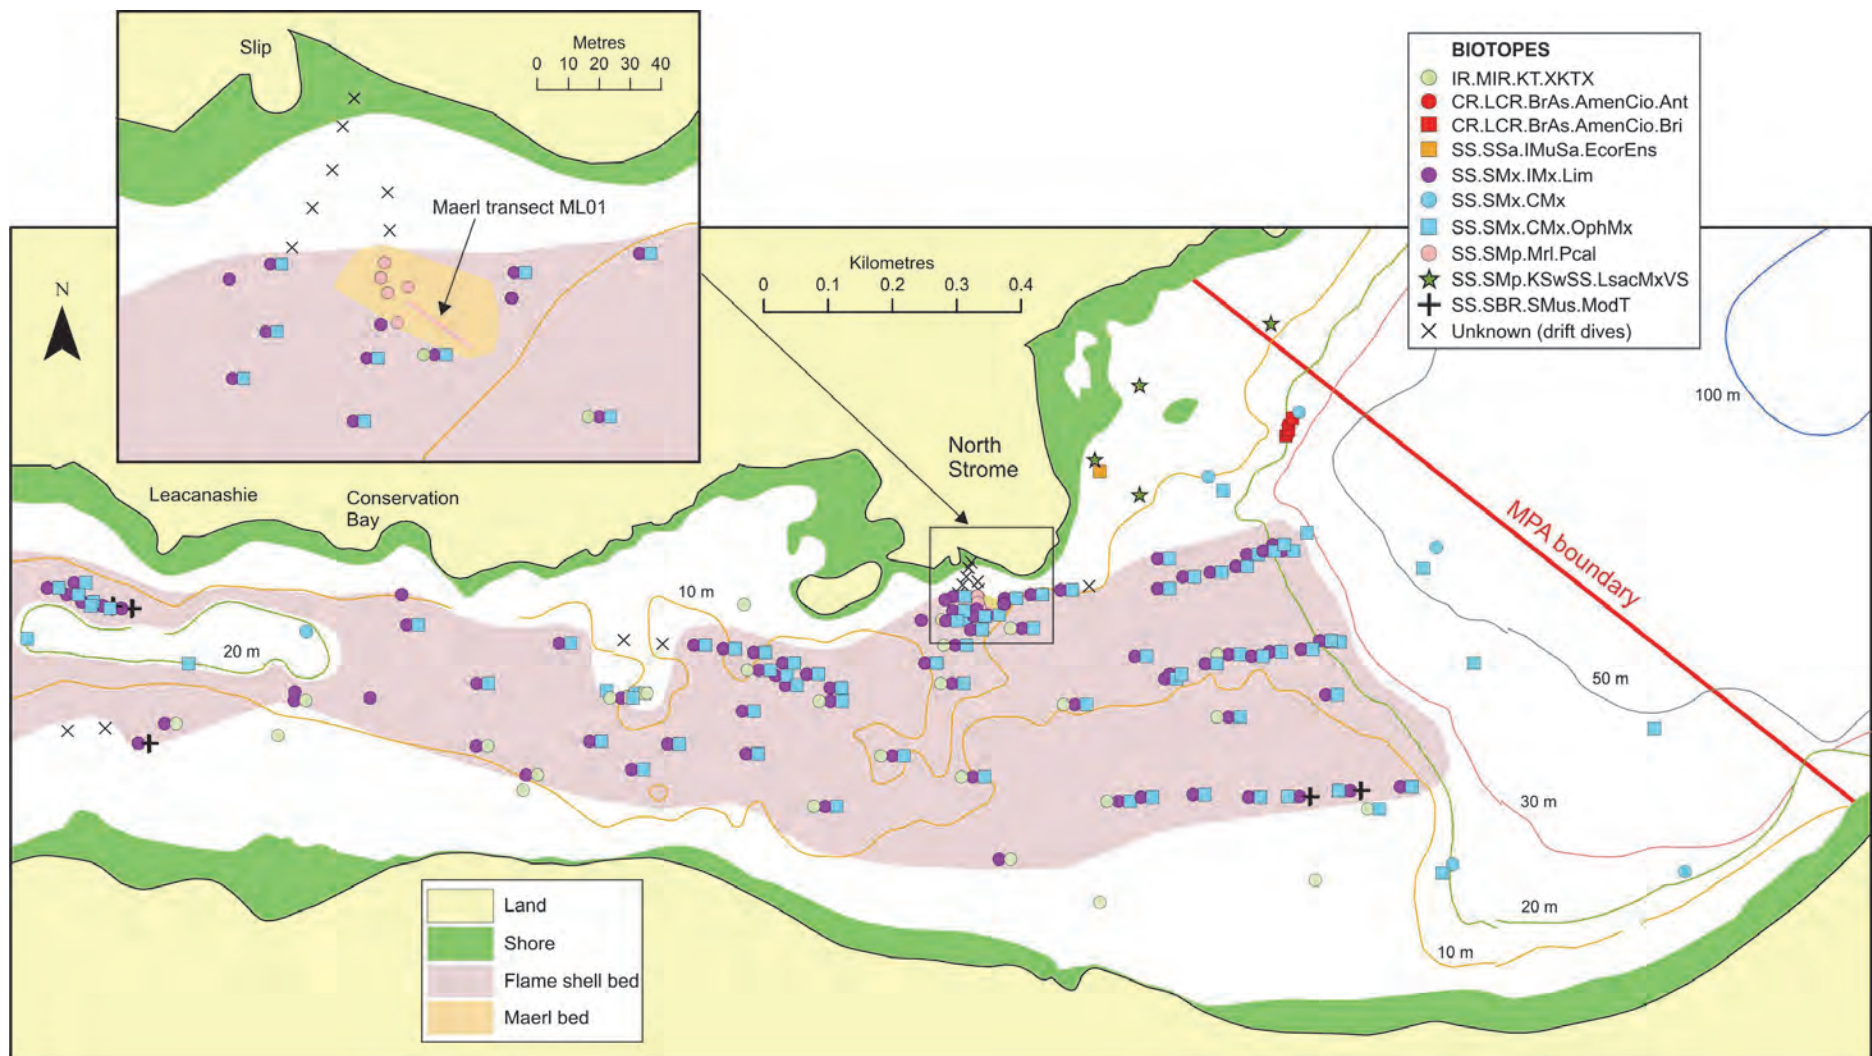 Slip
Metres
0 10 20 30 40
Maerl transect ML01
BIOTOPES
IR.MIR.KT.XKTX
CR.LCR.BrAs.AmenCio.Ant
CR.LCR.BrAs.AmenCio.Bri
SS.SSa.IMuSa.EcorEns
SS.SMx.IMx.Lim
SS.SMx.CMx
SS.SMx.CMx.OphMx
SS.SMp.Mrl.Pcal
SS.SMp.KSwSS.LsacMxVS
SS.SBR.SMus.ModT
Unknown (drift dives)
N
Kilometres
0 0.1 0.2 0.3 0.4
100 m
North
Strome
Leacanashie
Conservation
Bay
MPA boundary
10 m
20 m
50 m
30 m
20 m
10 m
Land
Shore
Flame shell bed
Maerl bed